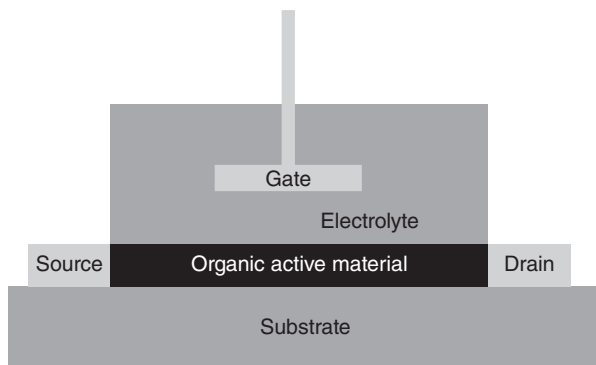 Gate
Electrolyte
Source
Organic active material
Drain
Substrate